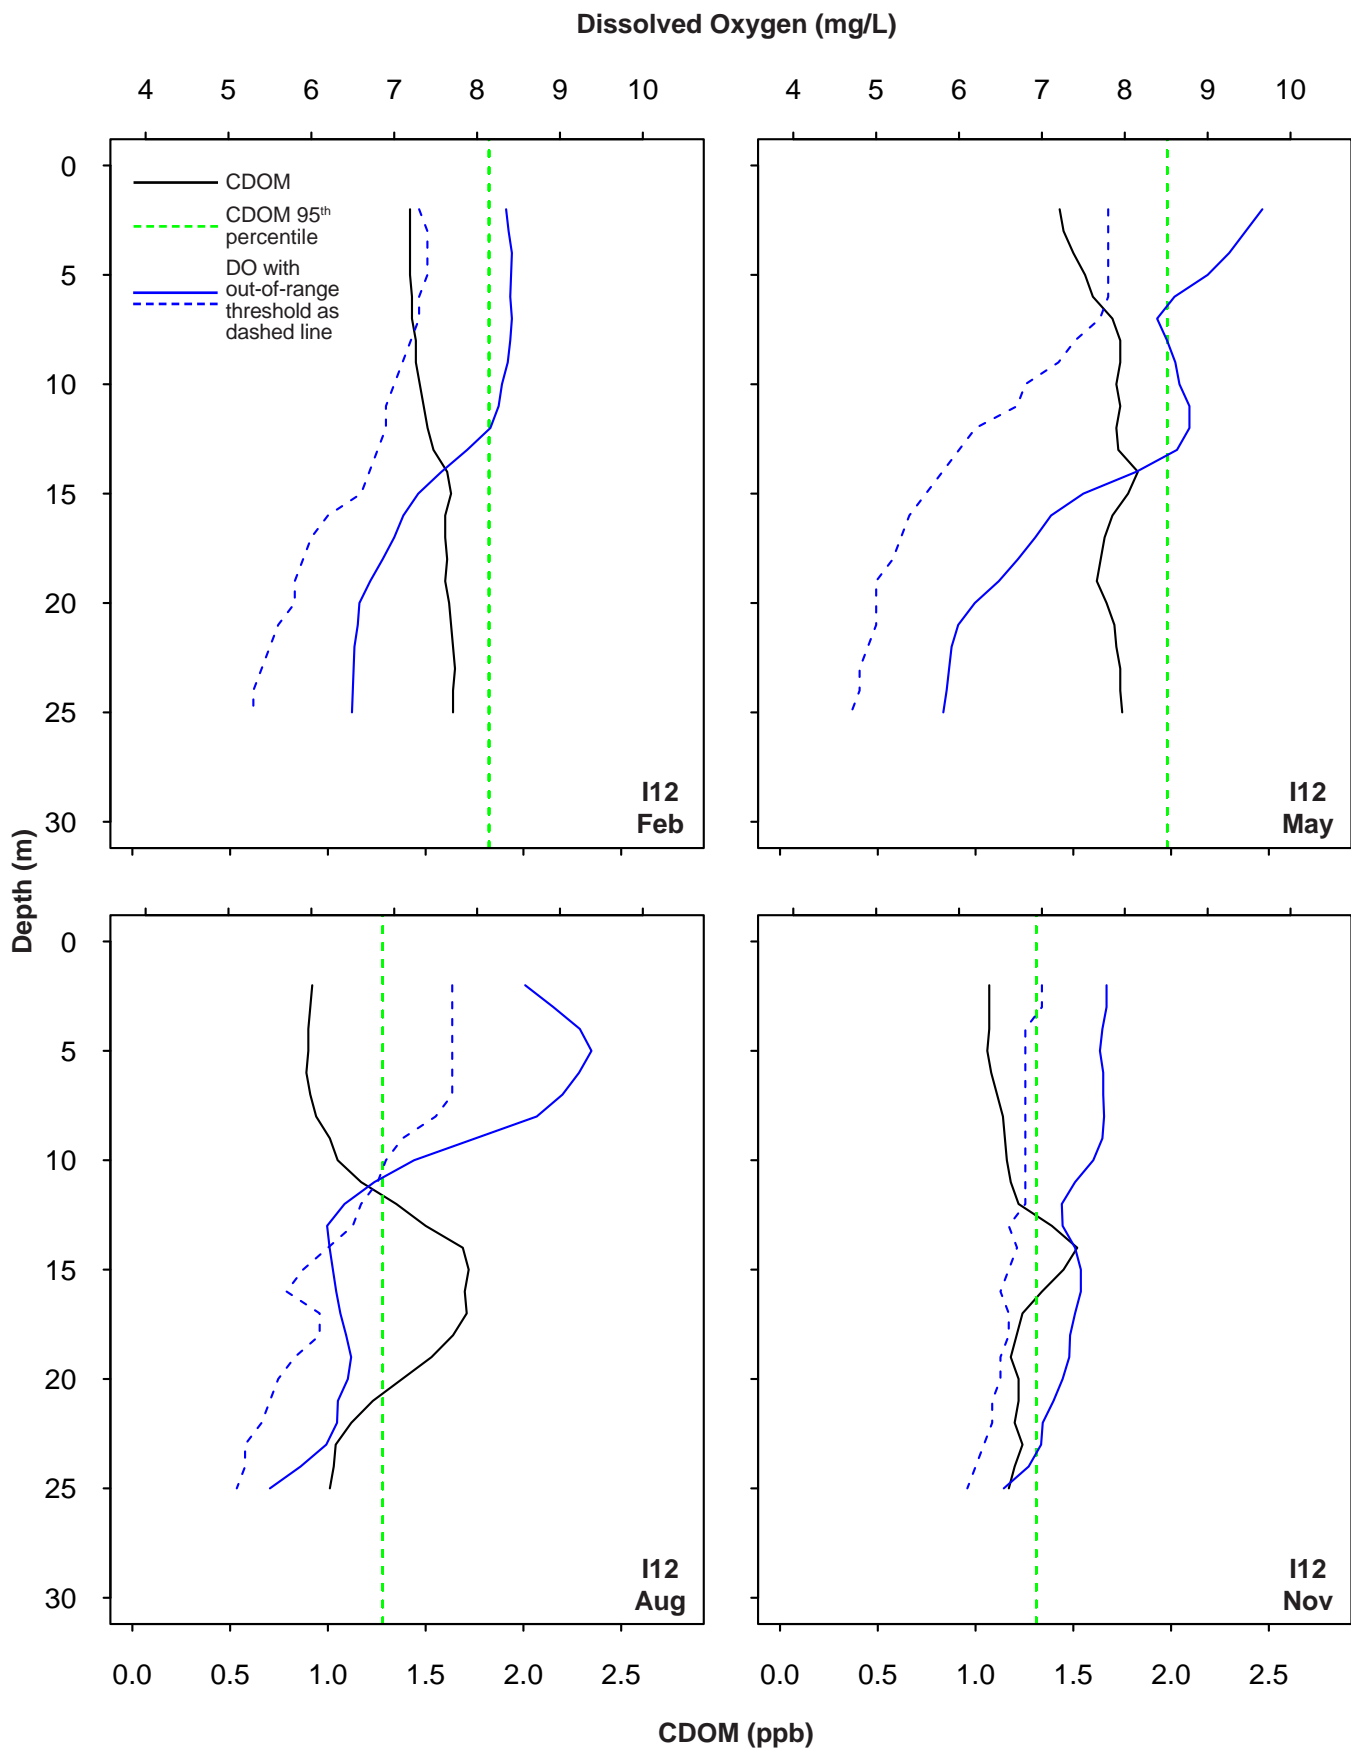 Dissolved Oxygen (mg/L)
4 5 6 7 8 9 10
4 5 6 7 8 9 10
0
5
10
15
20
25
30
CDOM
CDOM 95th
percentile
DO with
out-of-range
threshold as
dashed line
I12
Feb
I12
May
Depth (m)
0
5
10
15
20
25
30
I12
Aug
I12
Nov
0.0 0.5 1.0 1.5 2.0 2.5
0.0 0.5 1.0 1.5 2.0 2.5
CDOM (ppb)